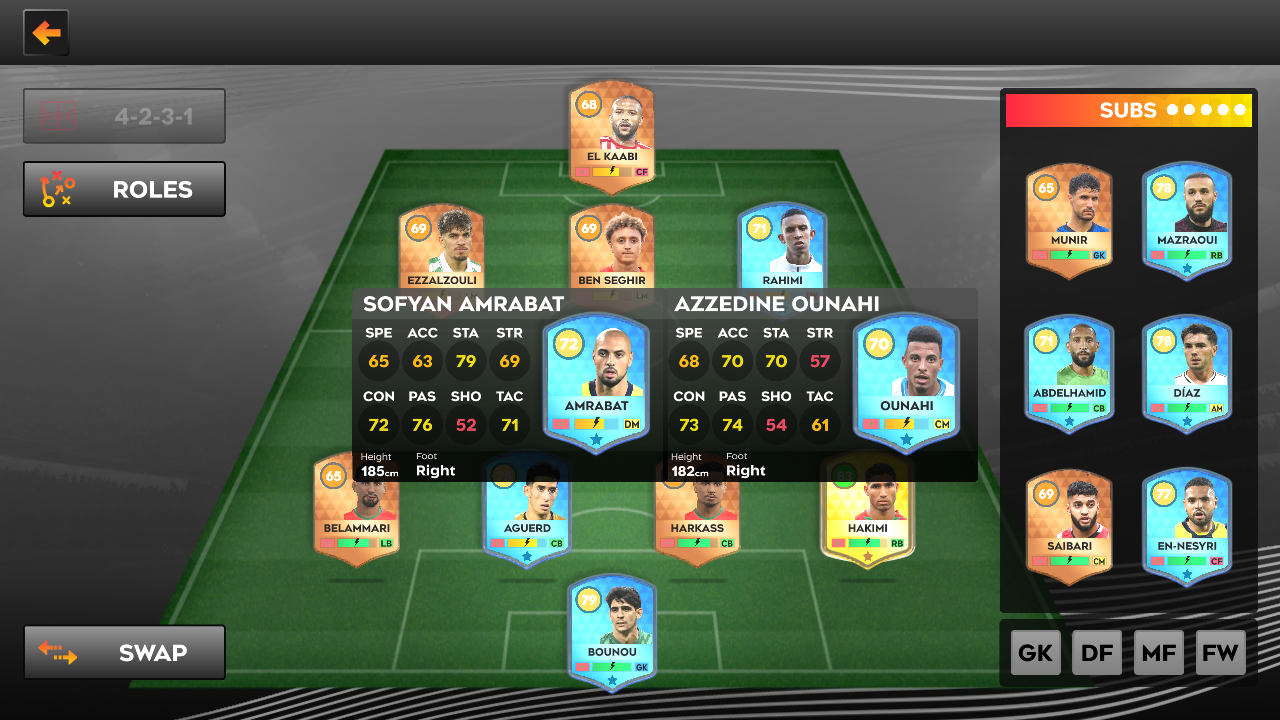 4-2-3-1
ROLES
SUBS
68
EL KAABI
CF
69
EZZALZOULI
69
BEN SEGHIR
LM
71
RAHIMI
SOFYAN AMRABAT
SPE ACC STA STR
65 63 79 69
CON PAS SHO TAC
72 76 52 71
Height Foot
185cm Right
72
AMRABAT
DM
AZZEDINE OUNAHI
SPE ACC STA STR
68 70 70 57
CON PAS SHO TAC
73 74 54 61
Height Foot
182cm Right
70
OUNAHI
CM
65
BELAMMARI
LB
AGUERD
CB
HARKASS
CB
83
HAKIMI
RB
79
BOUNOU
GK
65
MUNIR
GK
78
MAZRAOUI
RB
71
ABDELHAMID
CB
78
DÍAZ
AM
69
SAIBARI
CM
77
EN-NESYRI
CF
SWAP
GK DF MF FW